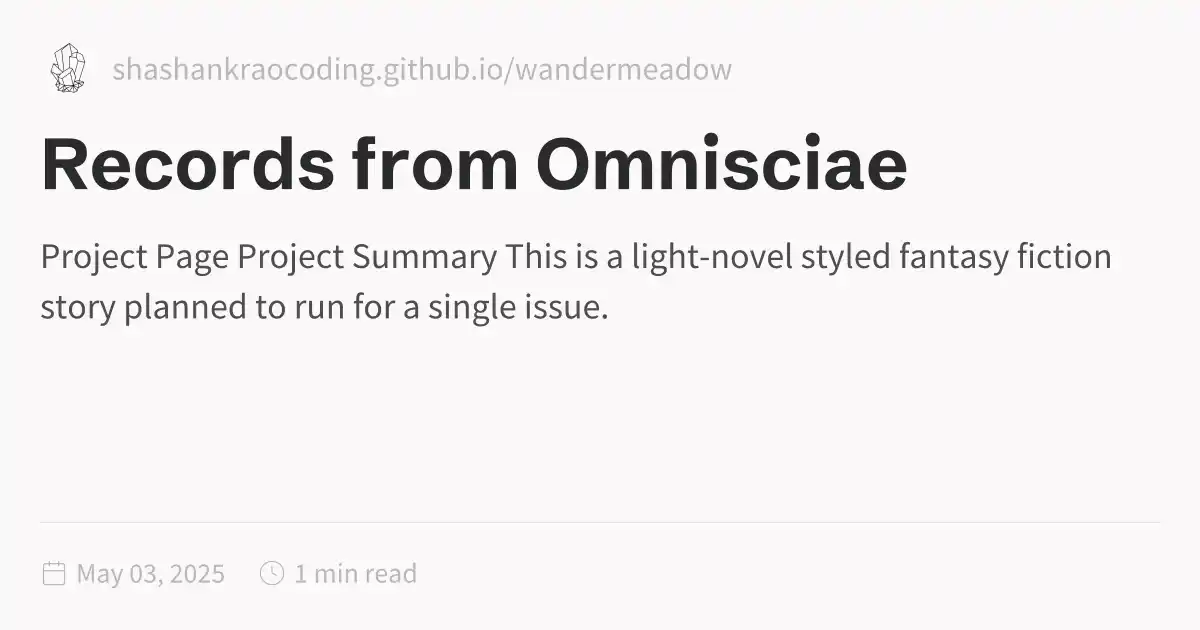 shashankraocoding.github.io/wandermeadow
Records from Omnisciae
Project Page Project Summary This is a light-novel styled fantasy fiction
story planned to run for a single issue.
May 03, 2025 1 min read